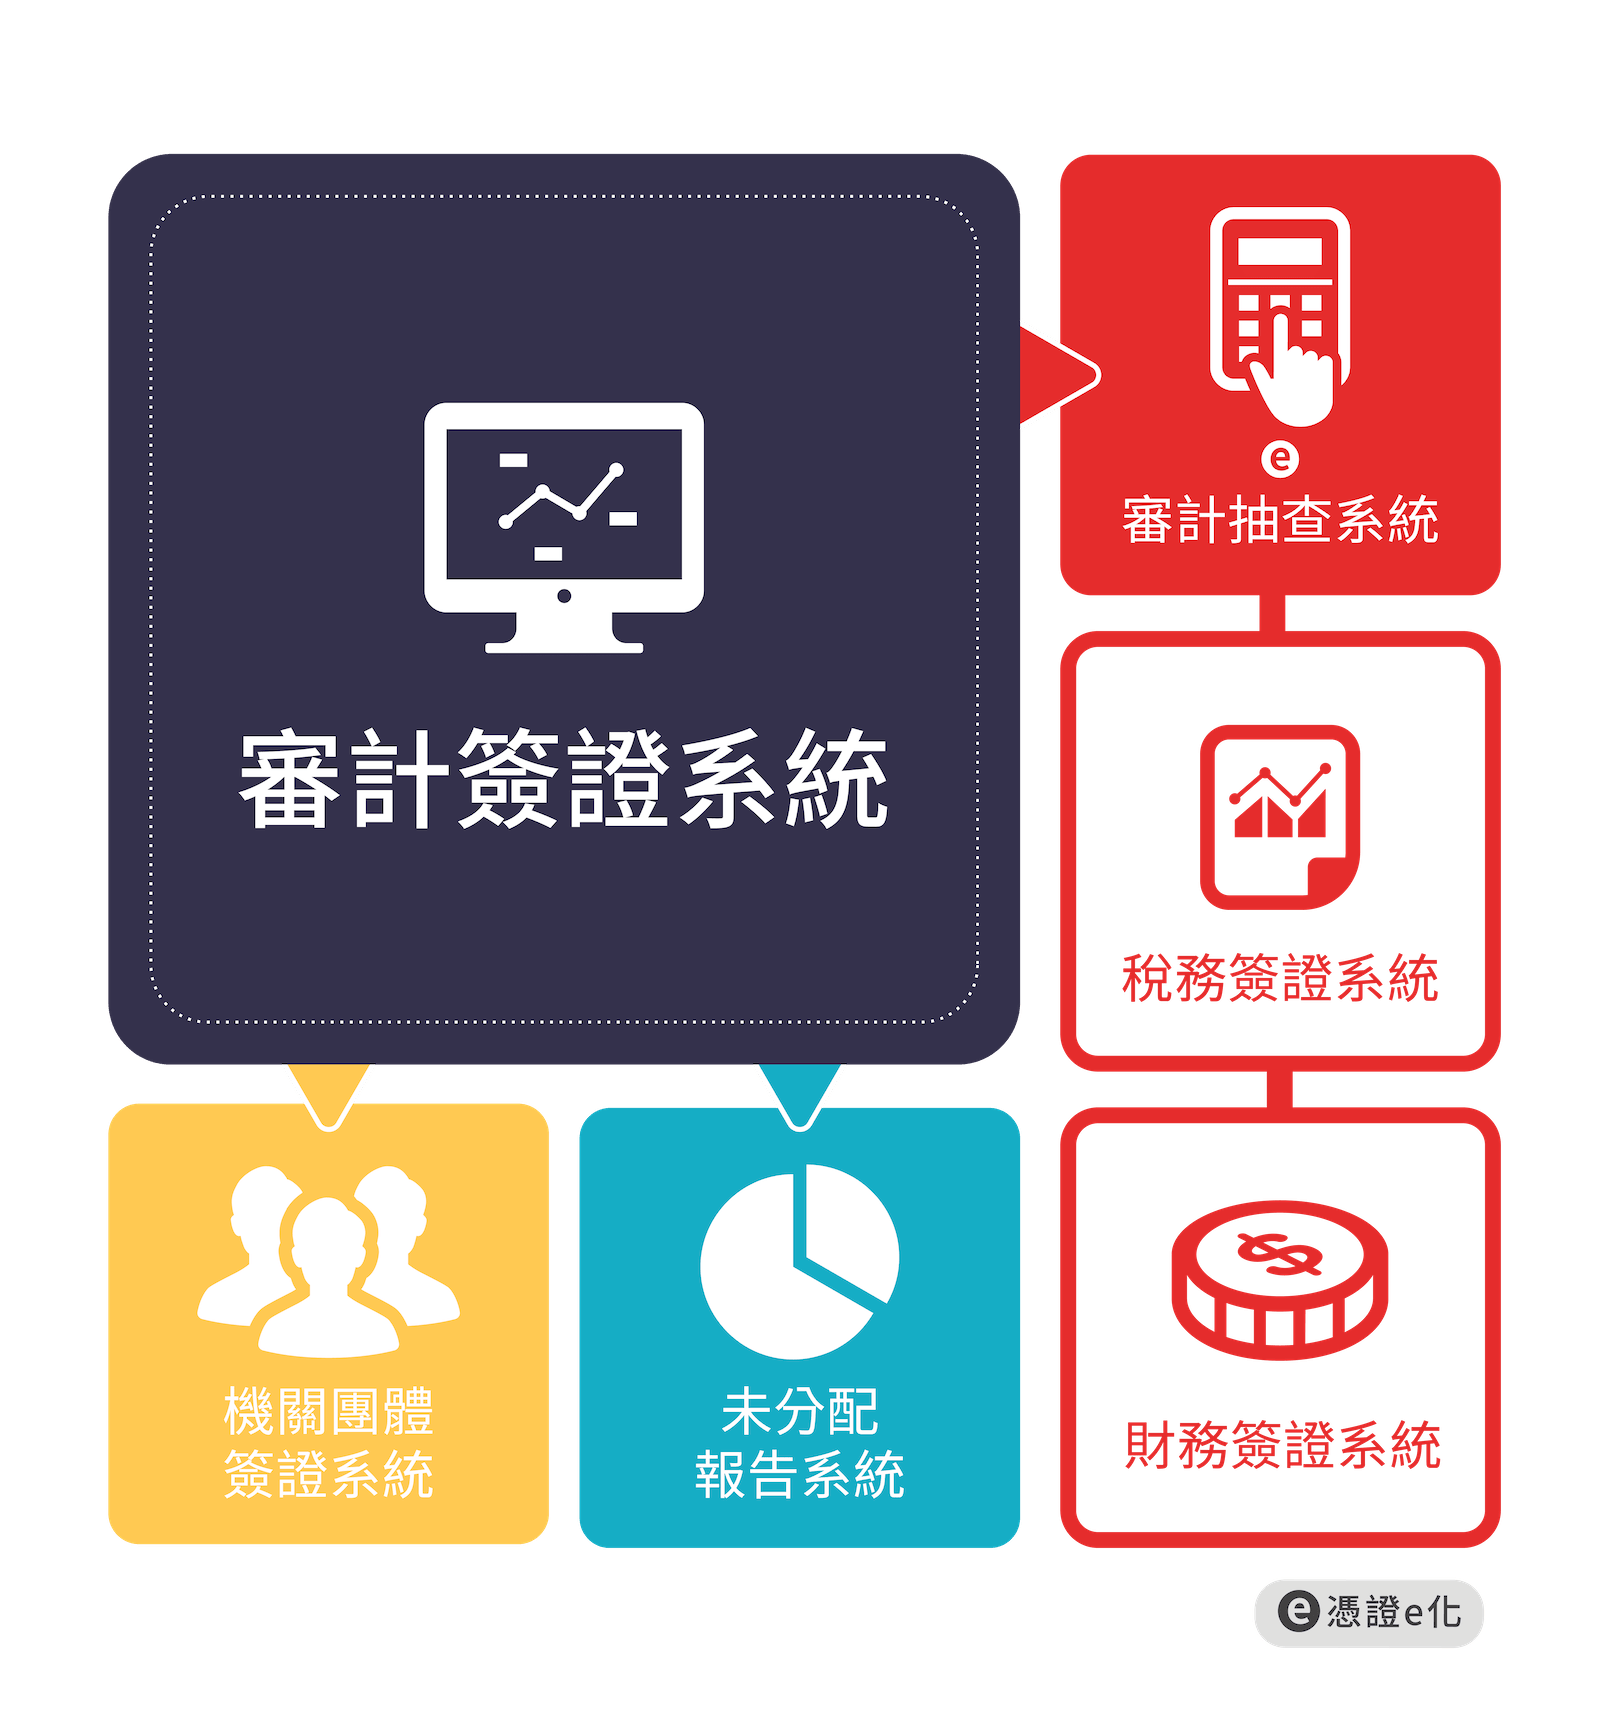 審計簽證系統
e
審計抽查系統
稅務簽證系統
財務簽證系統
機關團體
簽證系統
未分配
報告系統
e憑證e化